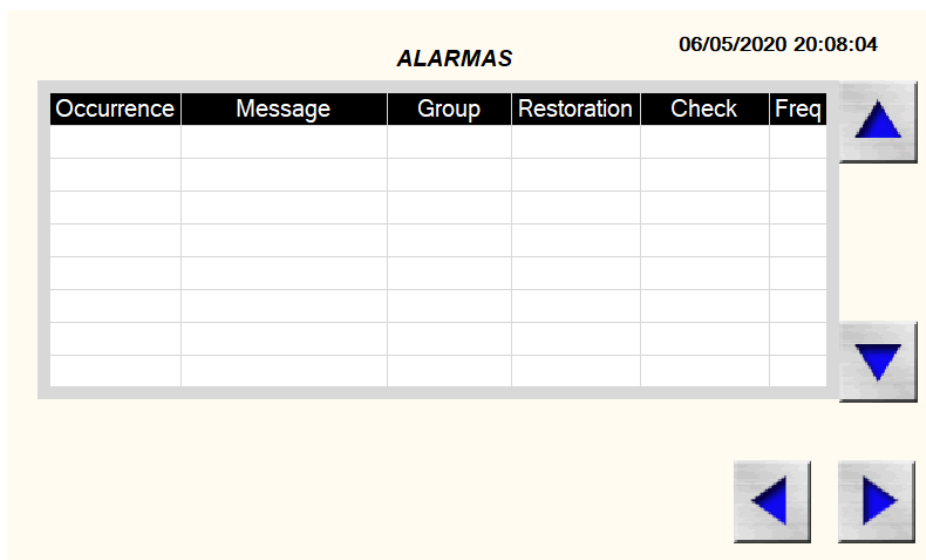 06/05/2020 20:08:04
ALARMAS
Occurrence Message Group Restoration Check Freq